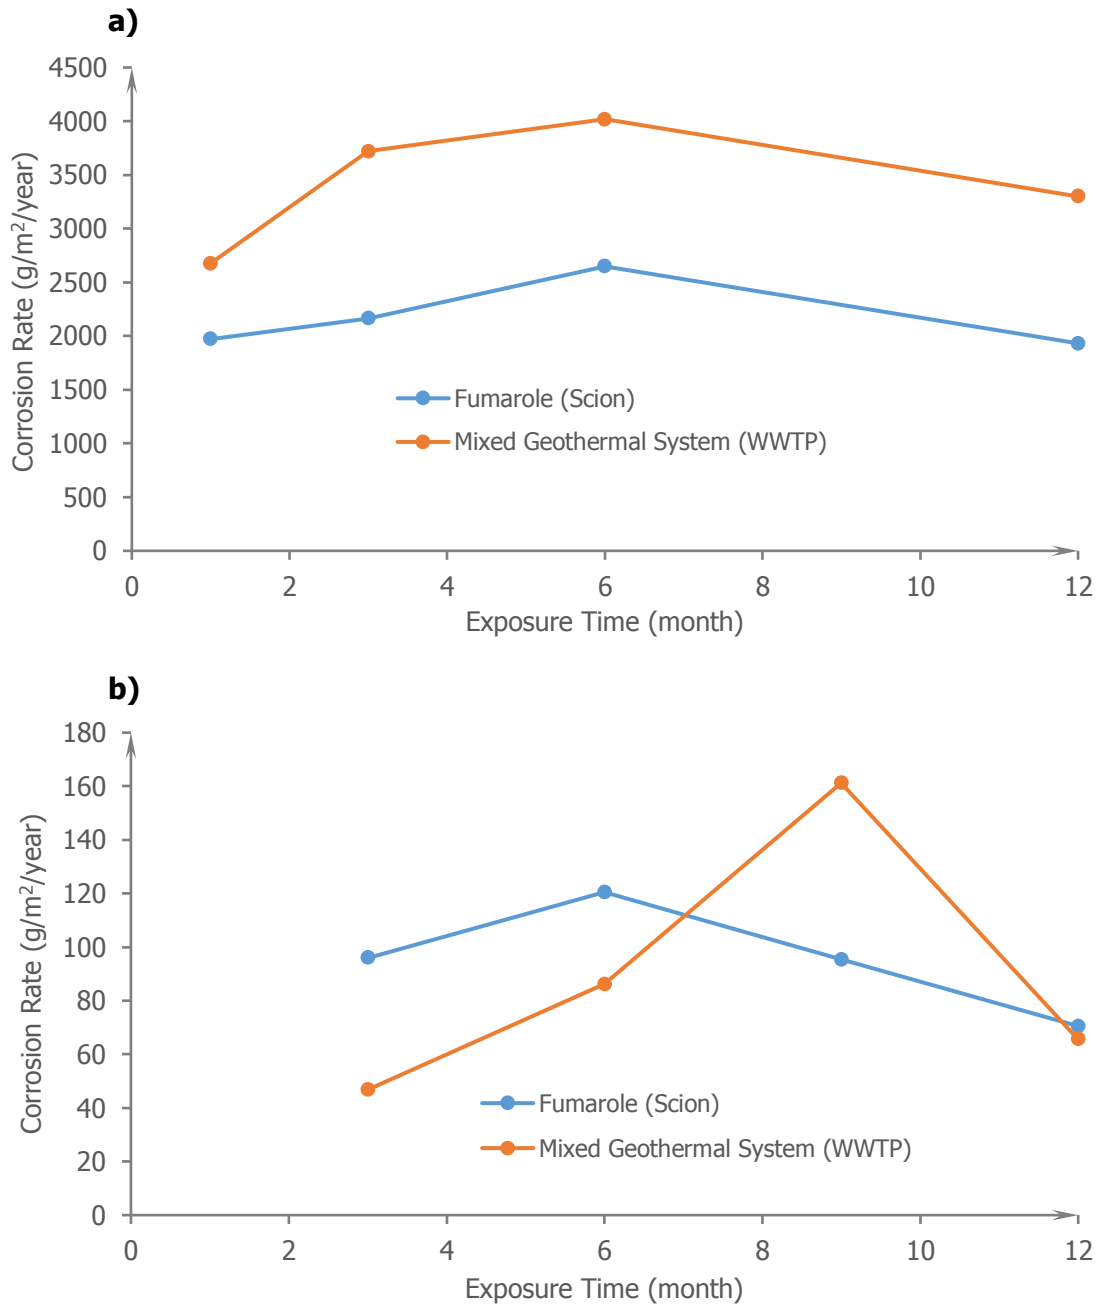 a)
4500
4000
3500
3000
2500
2000
1500
1000
500
0
Corrosion Rate (g/m²/year)
Fumarole (Scion)
Mixed Geothermal System (WWTP)
0 2 4 6 8 10 12
Exposure Time (month)
b)
180
160
140
120
100
80
60
40
20
0
Corrosion Rate (g/m²/year)
Fumarole (Scion)
Mixed Geothermal System (WWTP)
0 2 4 6 8 10 12
Exposure Time (month)